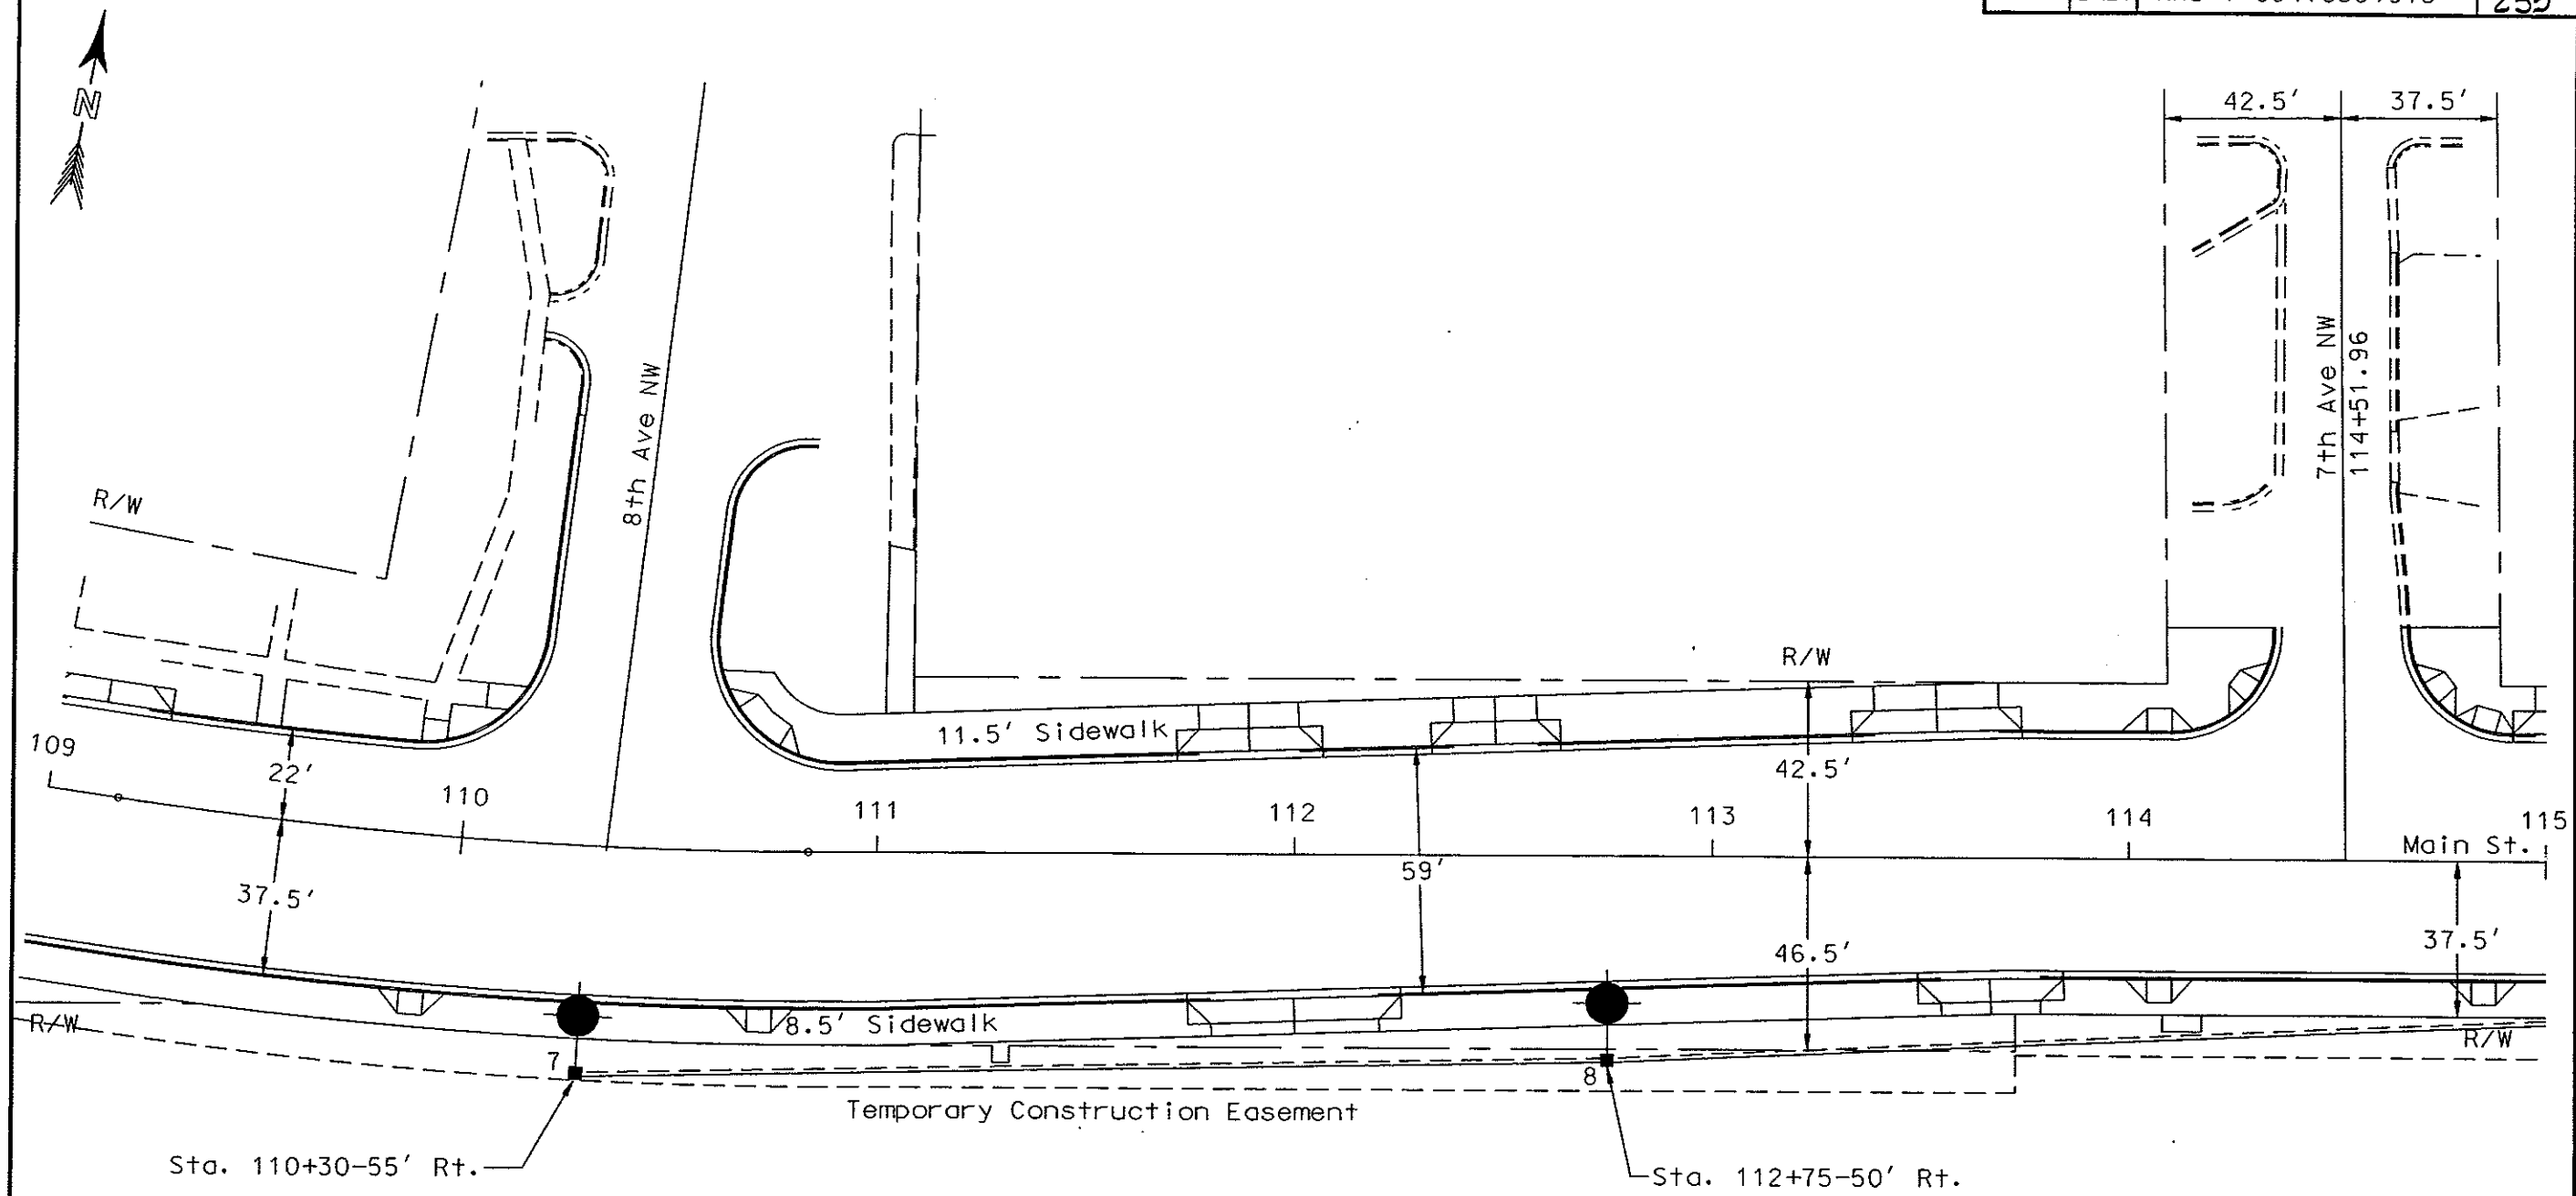 255
N
42.5'
37.5'
8th Ave NW
7th Ave NW
114+51.96
R/W
R/W
11.5' Sidewalk
109
22'
110
111
112
42.5'
113
114
115
Main St.
59'
37.5'
46.5'
37.5'
8.5' Sidewalk
R/W
R/W
7
8
Temporary Construction Easement
Sta. 110+30-55' Rt.
Sta. 112+75-50' Rt.